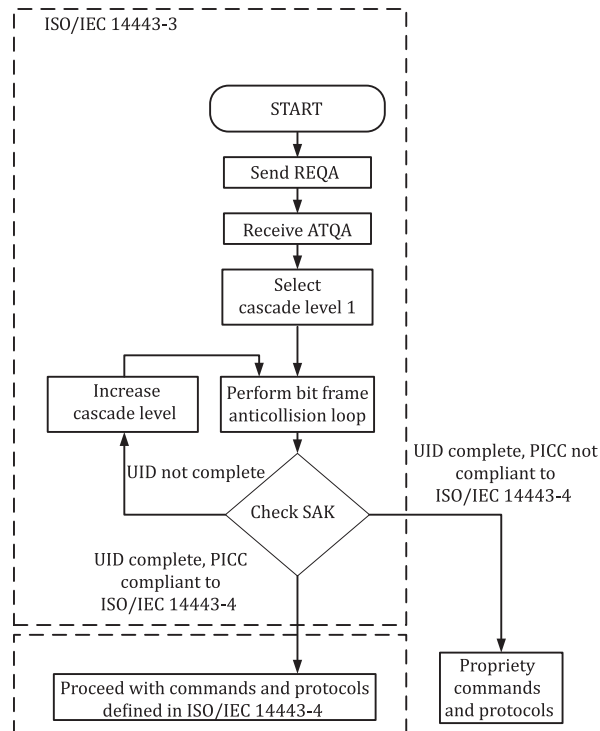 ISO/IEC 14443-3
START
Send REQA
Receive ATQA
Select
cascade level 1
Increase
cascade level
Perform bit frame
anticollision loop
UID not complete
Check SAK
UID complete, PICC not
compliant to
ISO/IEC 14443-4
UID complete, PICC
compliant to
ISO/IEC 14443-4
Proceed with commands and protocols
defined in ISO/IEC 14443-4
Propriety
commands
and protocols